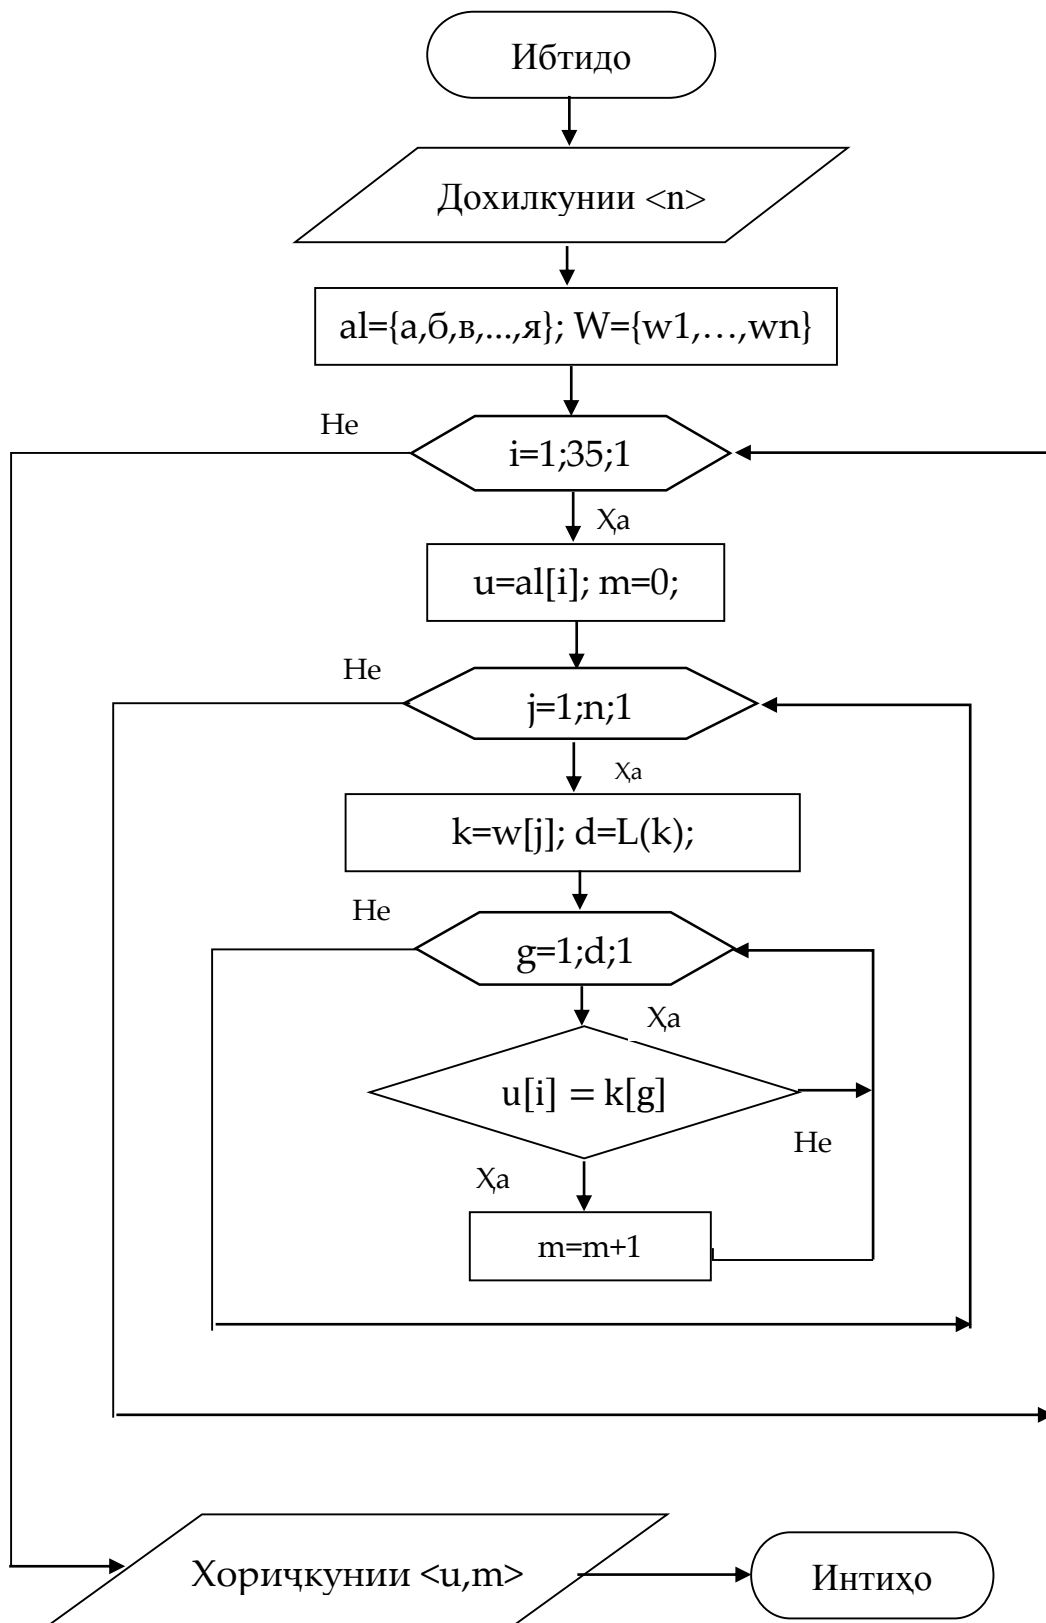 Ибтидо
Дохилкунии <n>
al={а,б,в,...,я}; W={w1,…,wn}
Не
i=1;35;1
Ҳа
u=al[i]; m=0;
Не
j=1;n;1
Ҳа
k=w[j]; d=L(k);
Не
g=1;d;1
Ҳа
u[i] = k[g]
Не
Ҳа
m=m+1
Хориҷкунии <u,m>
Интиҳо